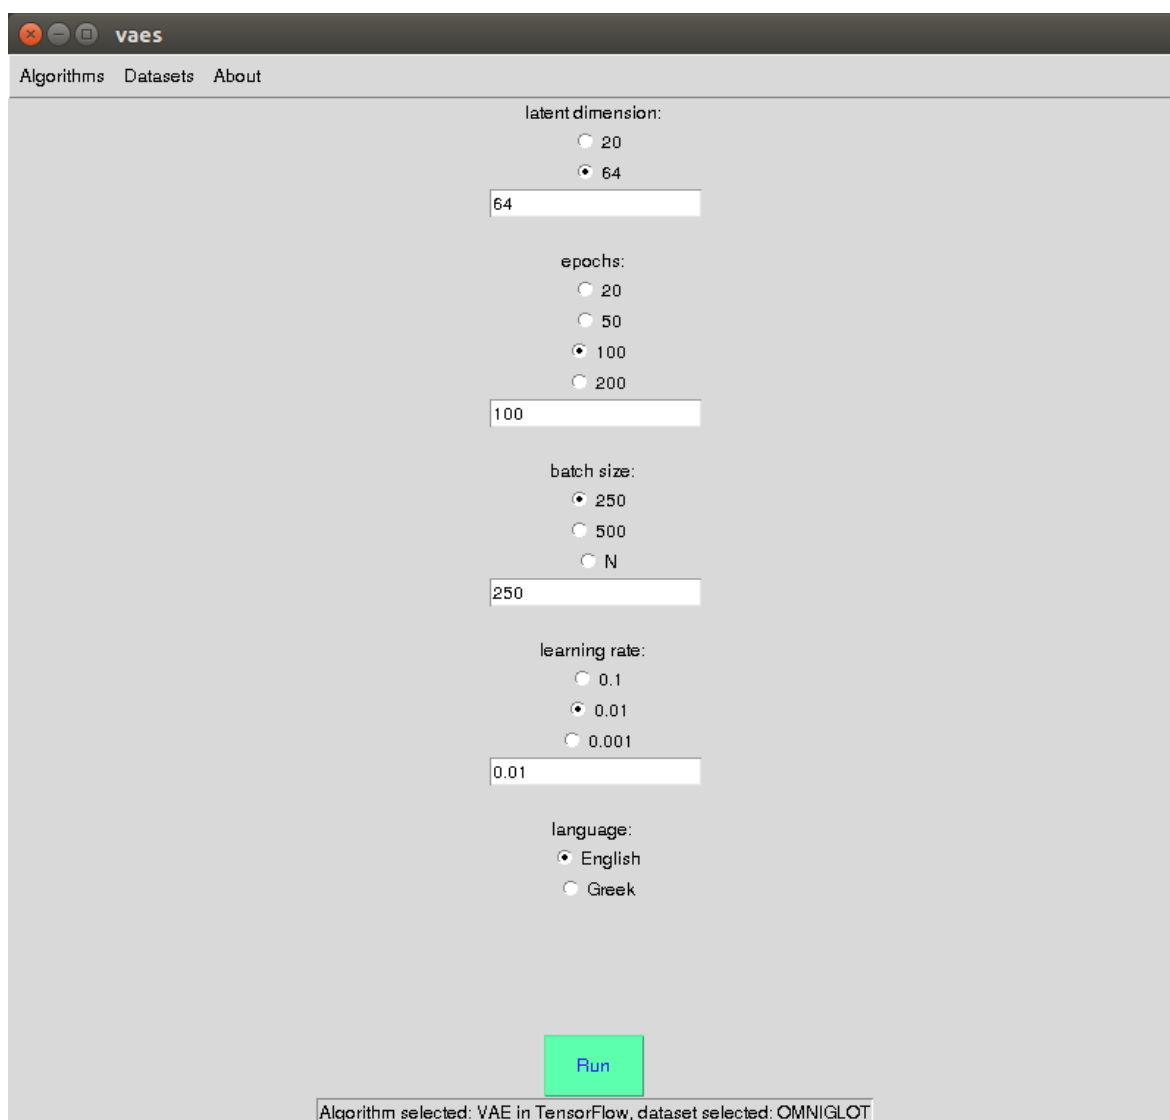 vaes
Algorithms Datasets About
latent dimension:
20
64
64
epochs:
20
50
100
200
100
batch size:
250
500
N
250
learning rate:
0.1
0.01
0.001
0.01
language:
English
Greek
Run
Algorithm selected: VAE in TensorFlow, dataset selected: OMNIGLOT